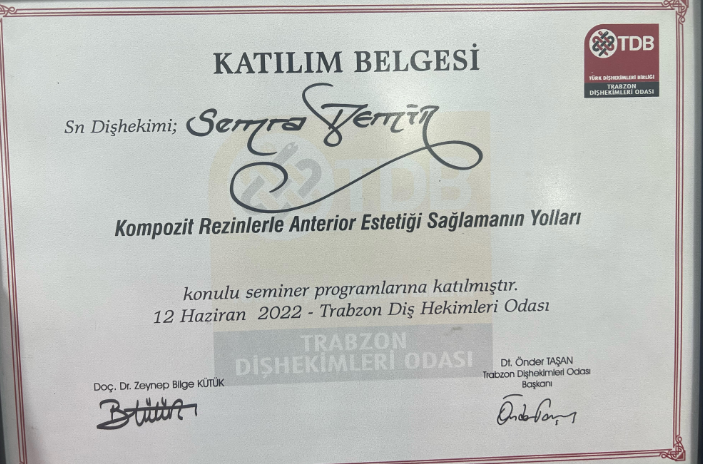 KATILIM BELGESİ
TDB
TÜRK DİŞHEKİMLERİ BİRLİĞİ
TRABZON
DİŞHEKİMLERİ ODASI
Sn Dişhekimi; Semra Demir
TDB
Kompozit Rezinlerle Anterior Estetiği Sağlamanın Yolları
konulu seminer programlarına katılmıştır.
12 Haziran 2022 - Trabzon Diş Hekimleri Odası
TRABZON
DİŞHEKİMLERİ ODASI
Doç. Dr. Zeynep Bilge KÜTÜK
Dt. Önder TAŞAN
Trabzon Dişhekimleri Odası
Başkanı